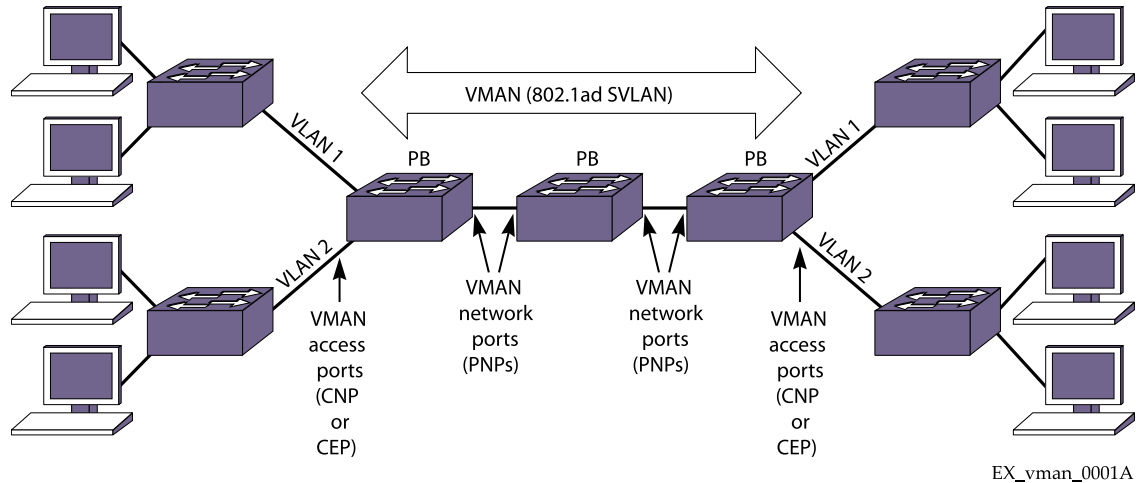 VMAN (802.1ad SVLAN)
VLAN 1
VLAN 1
PB
PB
PB
VLAN 2
VLAN 2
VMAN
access
ports
(CNP
or
CEP)
VMAN
network
ports
(PNPs)
VMAN
network
ports
(PNPs)
VMAN
access
ports
(CNP
or
CEP)
EX_vman_0001A